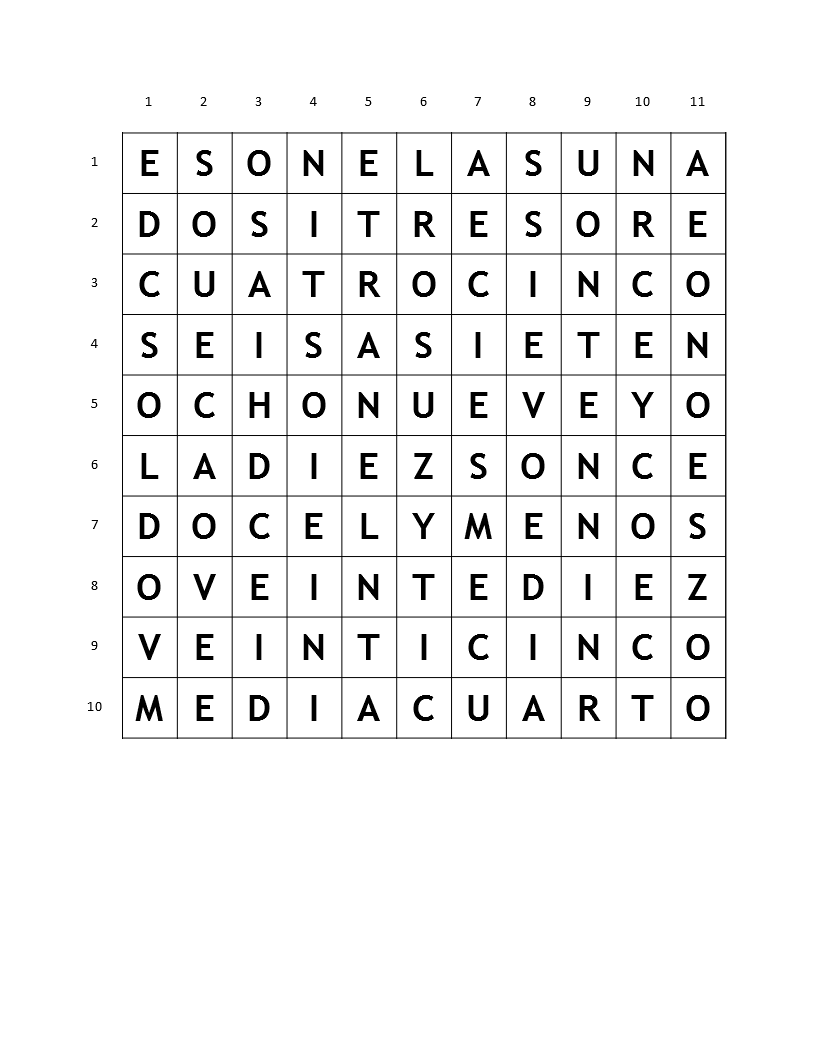 1 2 3 4 5 6 7 8 9 10 11
1 E S O N E L A S U N A
2 D O S I T R E S O R E
3 C U A T R O C I N C O
4 S E I S A S I E T E N
5 O C H O N U E V E Y O
6 L A D I E Z S O N C E
7 D O C E L Y M E N O S
8 O V E I N T E D I E Z
9 V E I N T I C I N C O
10 M E D I A C U A R T O